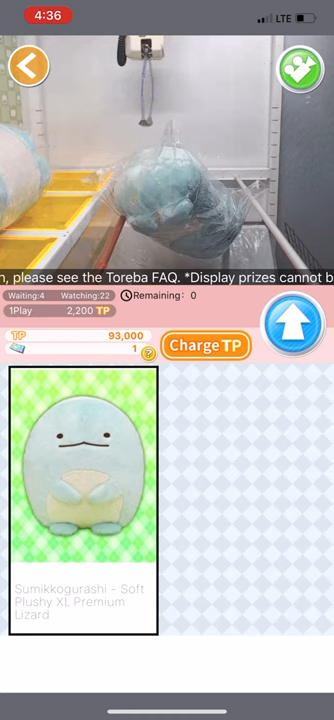 4:36
LTE
n, please see the Toreba FAQ. *Display prizes cannot b
Waiting:4 Watching:22 Remaining: 0
1Play 2,200 TP
TP 93,000
1 ?
Charge TP
Sumikkogurashi - Soft
Plushy XL Premium
Lizard